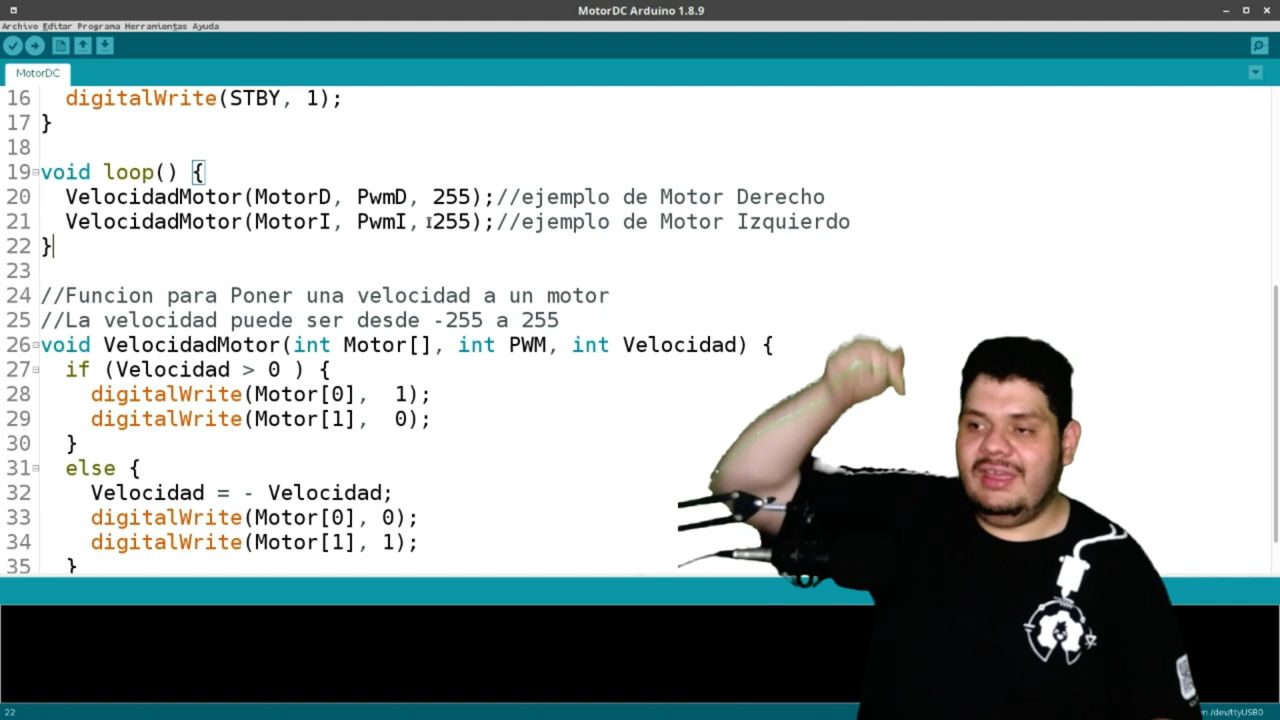 MotorDC Arduino 1.8.9
Archivo Editar Programa Herramientas Ayuda
MotorDC
16 digitalWrite(STBY, 1);
17 }
18
19 void loop() {
20 VelocidadMotor(MotorD, PwmD, 255);//ejemplo de Motor Derecho
21 VelocidadMotor(MotorI, PwmI, 255);//ejemplo de Motor Izquierdo
22 }
23
24 //Funcion para Poner una velocidad a un motor
25 //La velocidad puede ser desde -255 a 255
26 void VelocidadMotor(int Motor[], int PWM, int Velocidad) {
27 if (Velocidad > 0 ) {
28 digitalWrite(Motor[0],  1);
29 digitalWrite(Motor[1],  0);
30 }
31 else {
32 Velocidad = - Velocidad;
33 digitalWrite(Motor[0], 0);
34 digitalWrite(Motor[1], 1);
35 }
22
/dev/ttyUSB0